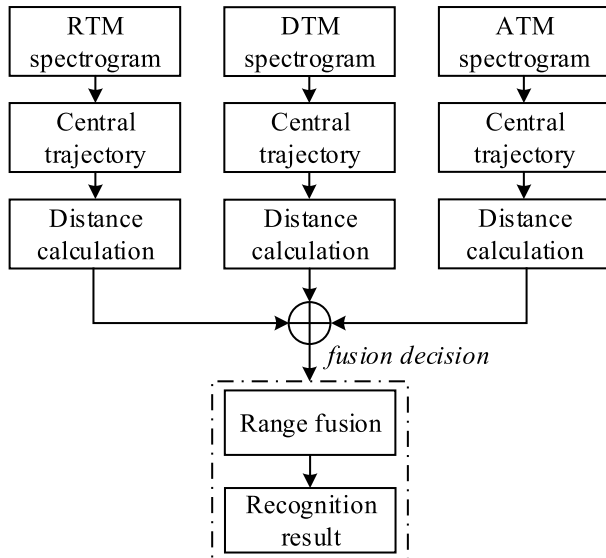 RTM
spectrogram
DTM
spectrogram
ATM
spectrogram
Central
trajectory
Central
trajectory
Central
trajectory
Distance
calculation
Distance
calculation
Distance
calculation
fusion decision
Range fusion
Recognition
result